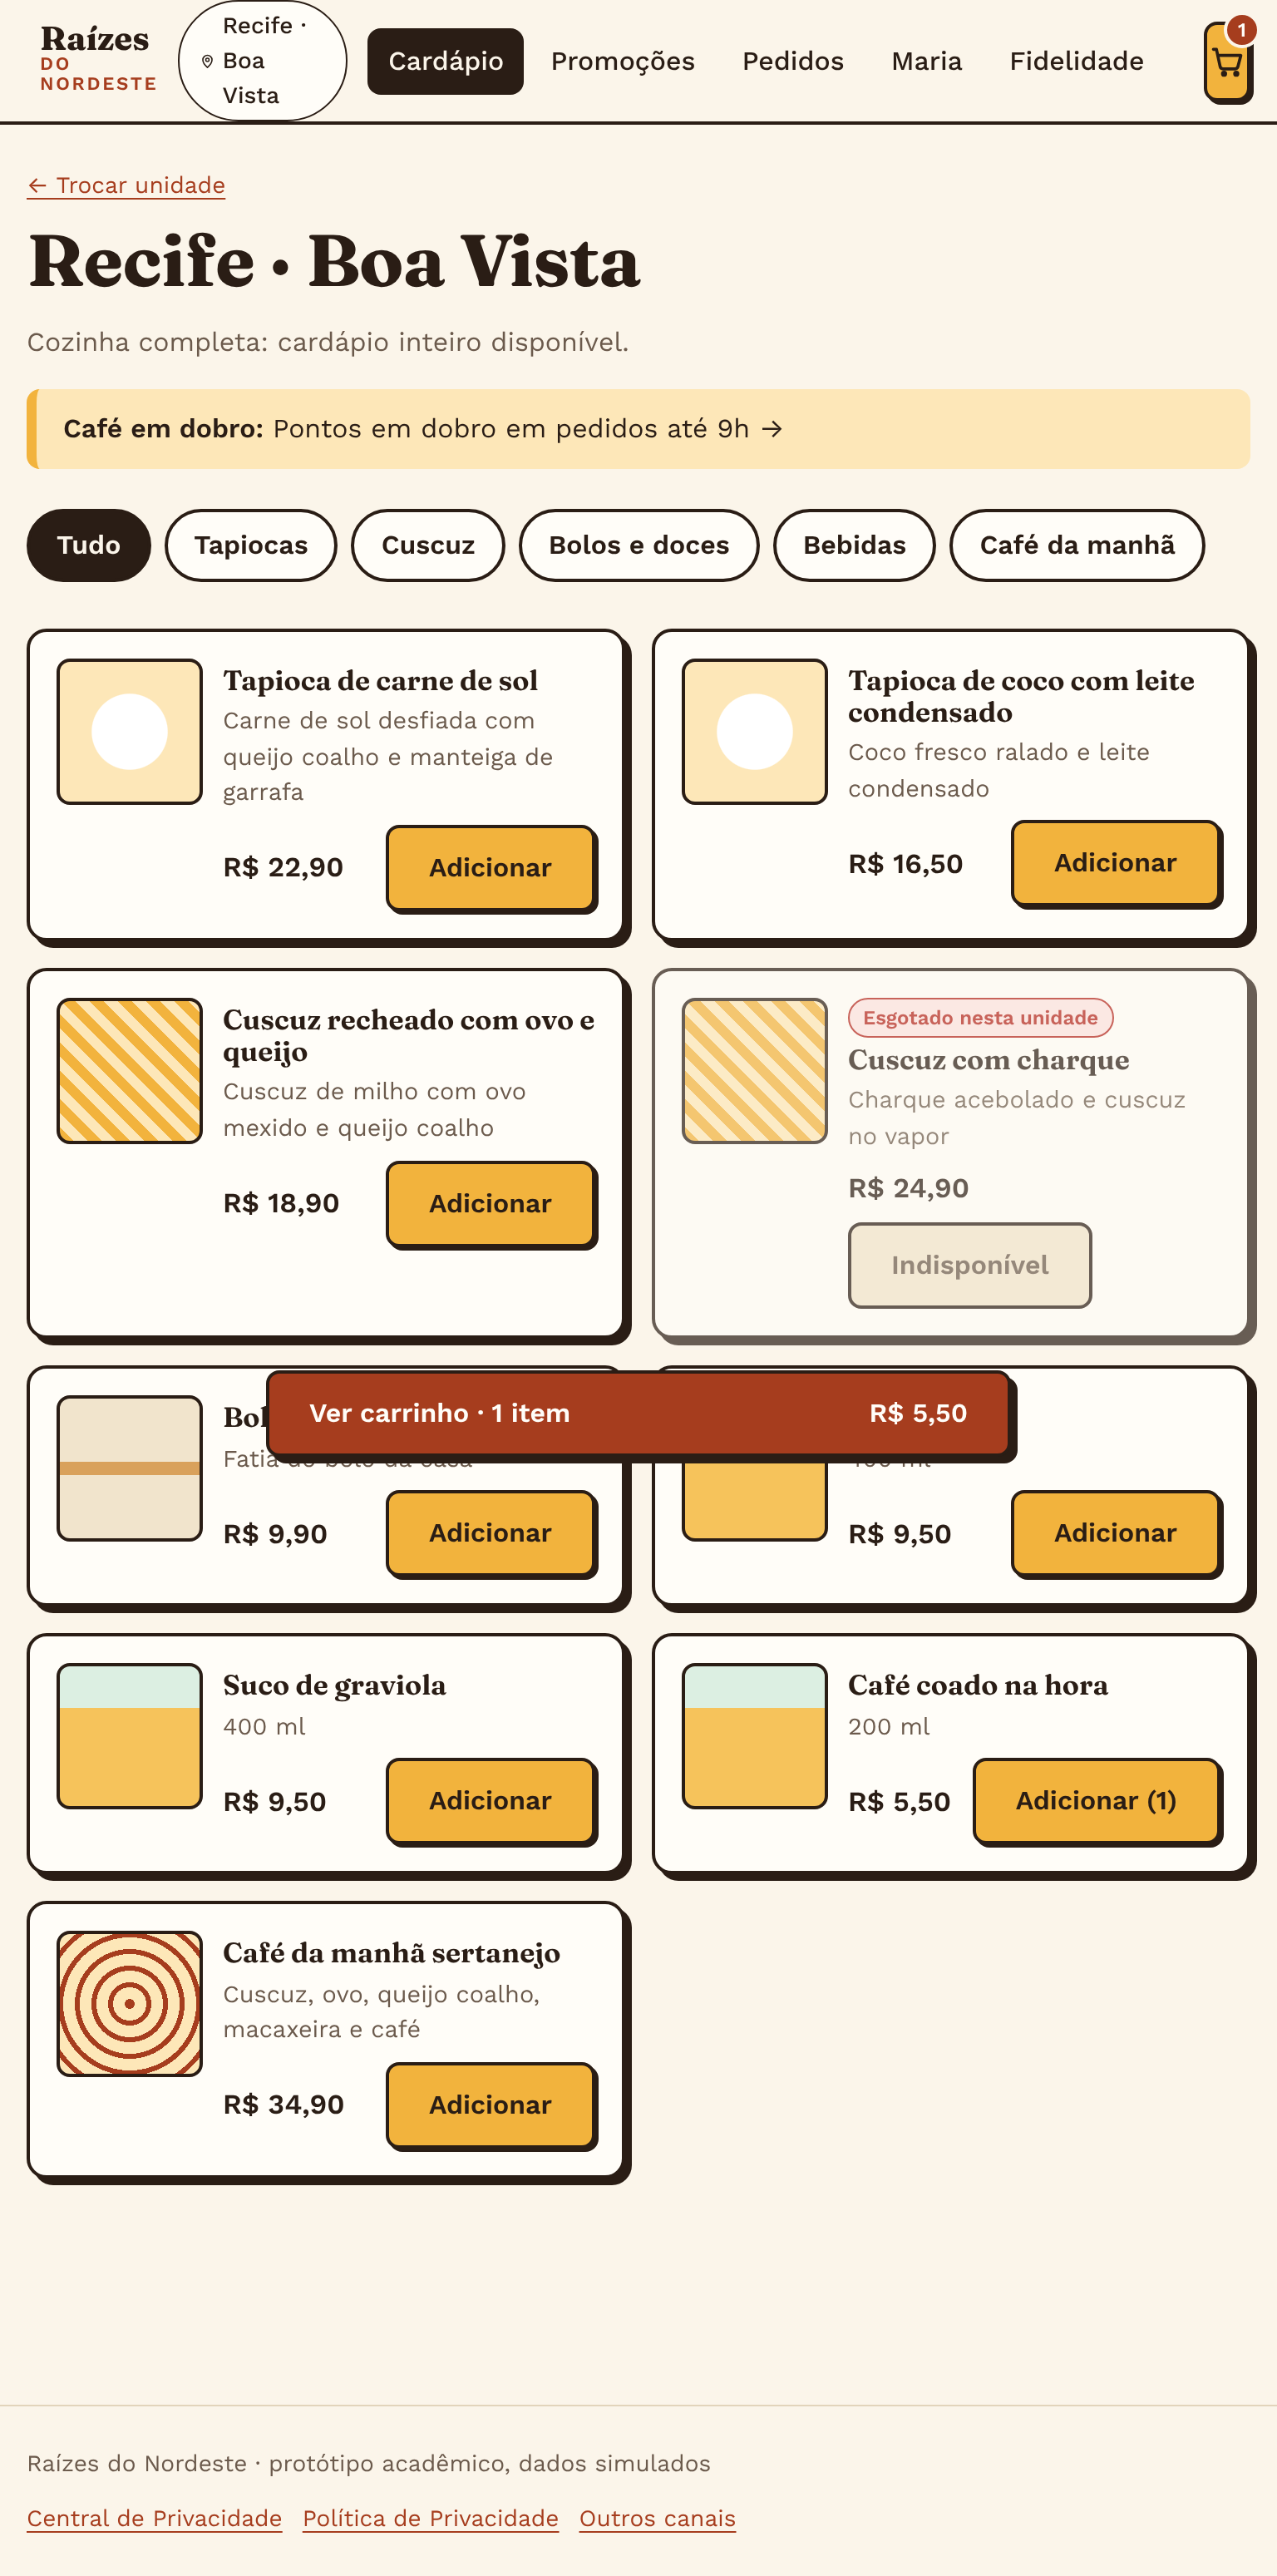 Raízes
DO
NORDESTE
Recife ·
Boa
Vista
Cardápio
Promoções
Pedidos
Maria
Fidelidade
1
← Trocar unidade
Recife · Boa Vista
Cozinha completa: cardápio inteiro disponível.
Café em dobro: Pontos em dobro em pedidos até 9h →
Tudo
Tapiocas
Cuscuz
Bolos e doces
Bebidas
Café da manhã
Tapioca de carne de sol
Carne de sol desfiada com
queijo coalho e manteiga de
garrafa
R$ 22,90
Adicionar
Tapioca de coco com leite
condensado
Coco fresco ralado e leite
condensado
R$ 16,50
Adicionar
Cuscuz recheado com ovo e
queijo
Cuscuz de milho com ovo
mexido e queijo coalho
R$ 18,90
Adicionar
Esgotado nesta unidade
Cuscuz com charque
Charque acebolado e cuscuz
no vapor
R$ 24,90
Indisponível
Ver carrinho · 1 item
R$ 5,50
Fatia
R$ 9,90
Adicionar
R$ 9,50
Adicionar
Suco de graviola
400 ml
R$ 9,50
Adicionar
Café coado na hora
200 ml
R$ 5,50
Adicionar (1)
Café da manhã sertanejo
Cuscuz, ovo, queijo coalho,
macaxeira e café
R$ 34,90
Adicionar
Raízes do Nordeste · protótipo acadêmico, dados simulados
Central de Privacidade
Política de Privacidade
Outros canais